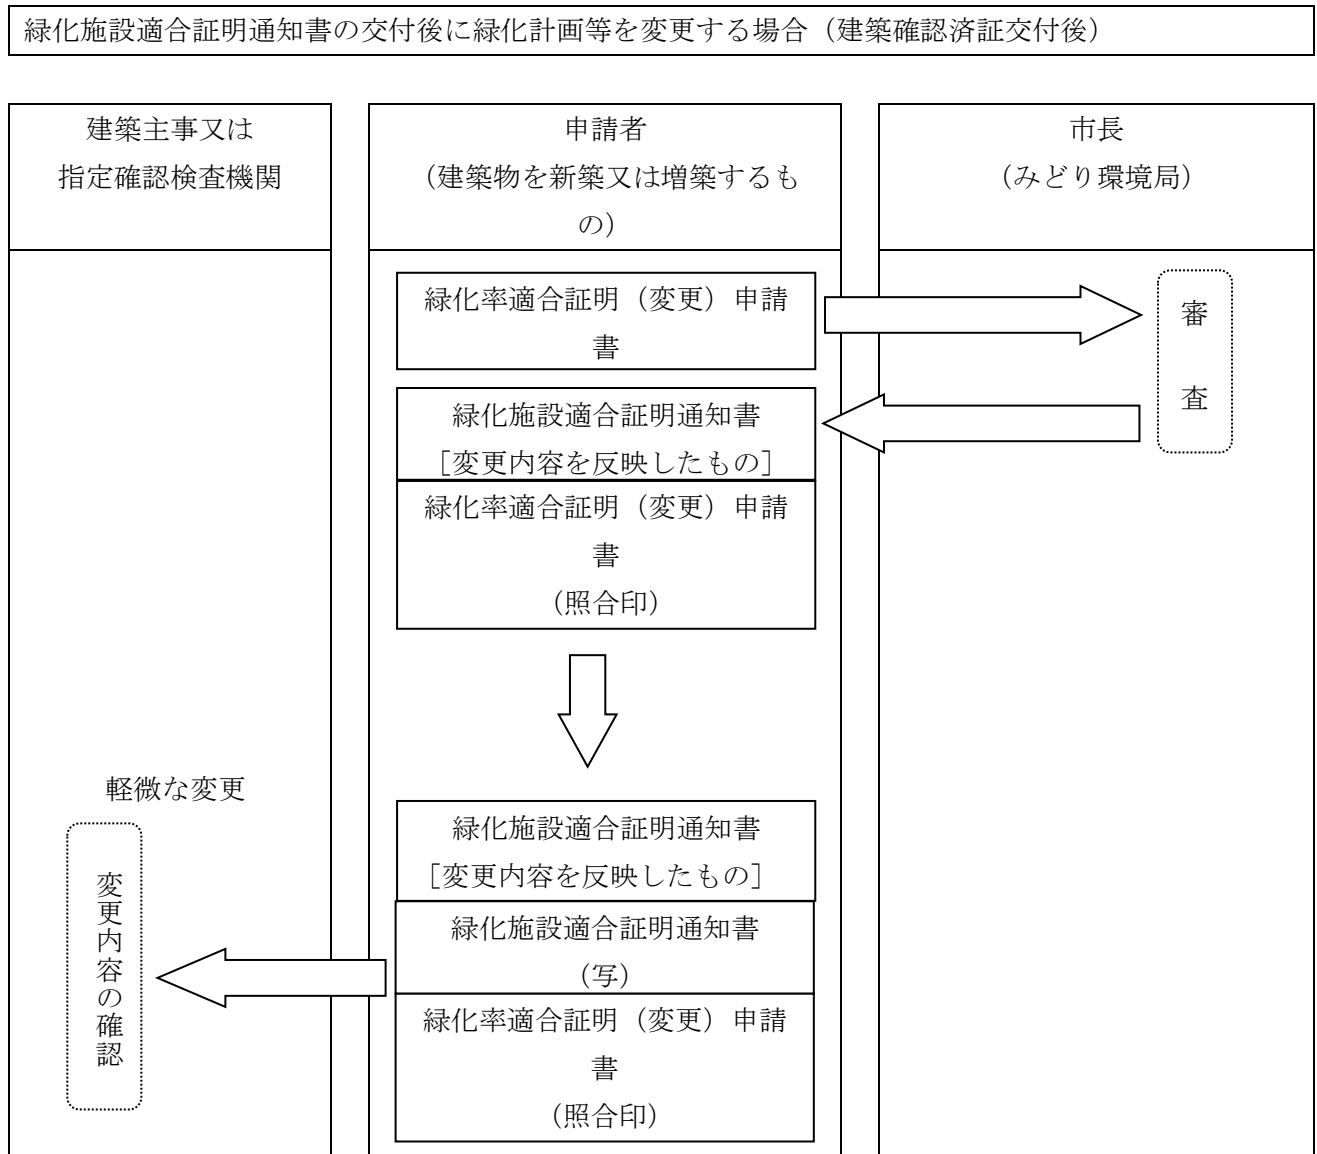 緑化施設適合証明通知書の交付後に緑化計画等を変更する場合（建築確認済証交付後）
建築主事又は
指定確認検査機関
申請者
（建築物を新築又は増築するも
の）
市長
（みどり環境局）
緑化率適合証明（変更）申請
書
審
査
緑化施設適合証明通知書
［変更内容を反映したもの］
緑化率適合証明（変更）申請
書
（照合印）
軽微な変更
変更内容の確認
緑化施設適合証明通知書
［変更内容を反映したもの］
緑化施設適合証明通知書
（写）
緑化率適合証明（変更）申請
書
（照合印）